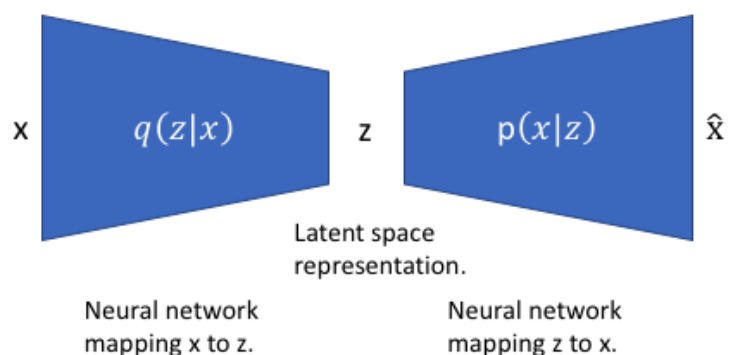 x
q(z|x)
z
p(x|z)
x̂
Latent space
representation.
Neural network
mapping x to z.
Neural network
mapping z to x.